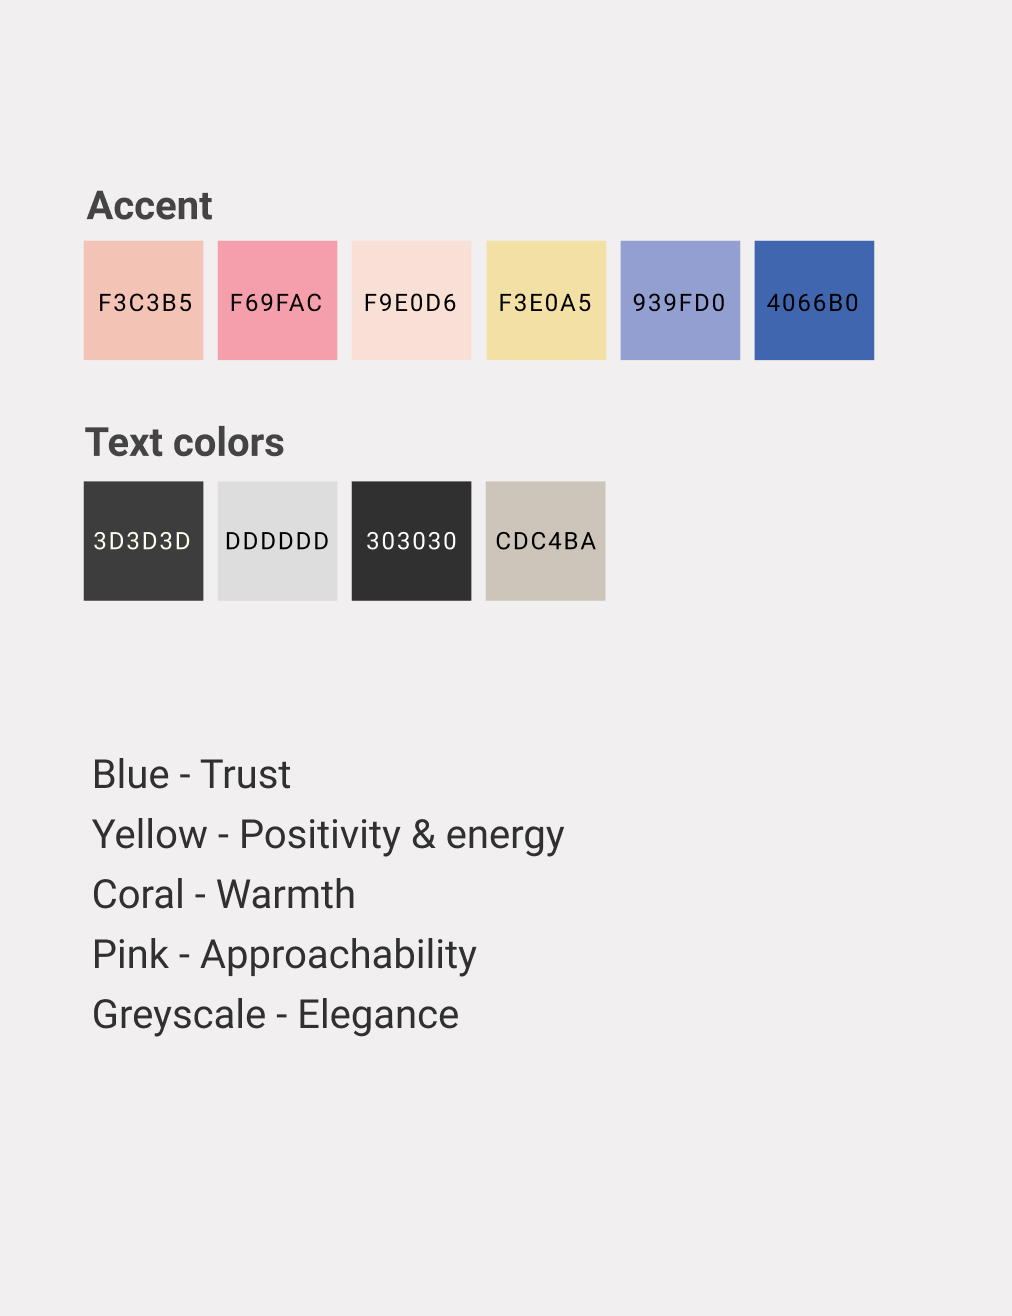 Accent
F3C3B5 F69FAC F9E0D6 F3E0A5 939FD0 4066B0
Text colors
3D3D3D DDDDDD 303030 CDC4BA
Blue - Trust
Yellow - Positivity & energy
Coral - Warmth
Pink - Approachability
Greyscale - Elegance